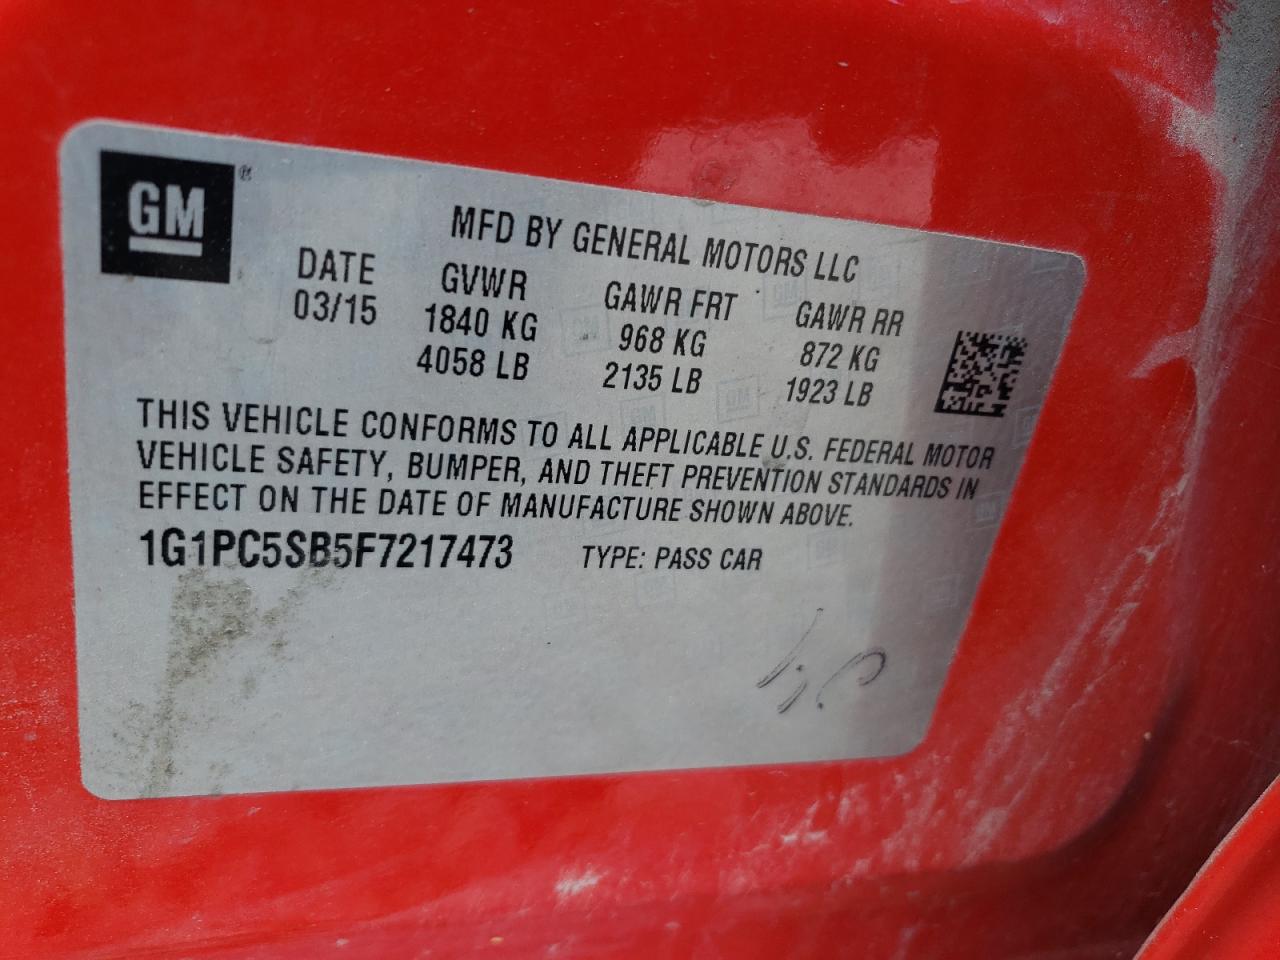 GM®
MFD BY GENERAL MOTORS LLC
DATE GVWR GAWR FRT GAWR RR
03/15 1840 KG 968 KG 872 KG
4058 LB 2135 LB 1923 LB
THIS VEHICLE CONFORMS TO ALL APPLICABLE U.S. FEDERAL MOTOR
VEHICLE SAFETY, BUMPER, AND THEFT PREVENTION STANDARDS IN
EFFECT ON THE DATE OF MANUFACTURE SHOWN ABOVE.
1G1PC5SB5F7217473 TYPE: PASS CAR